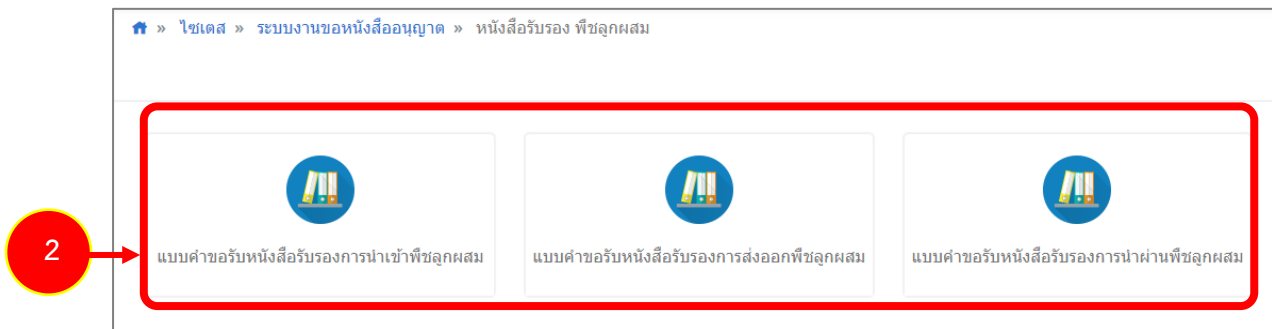 » ไซเตส » ระบบงานขอหนังสืออนุญาต » หนังสือรับรอง พืชลูกผสม
2
แบบคำขอรับหนังสือรับรองการนำเข้าพืชลูกผสม
แบบคำขอรับหนังสือรับรองการส่งออกพืชลูกผสม
แบบคำขอรับหนังสือรับรองการนำผ่านพืชลูกผสม